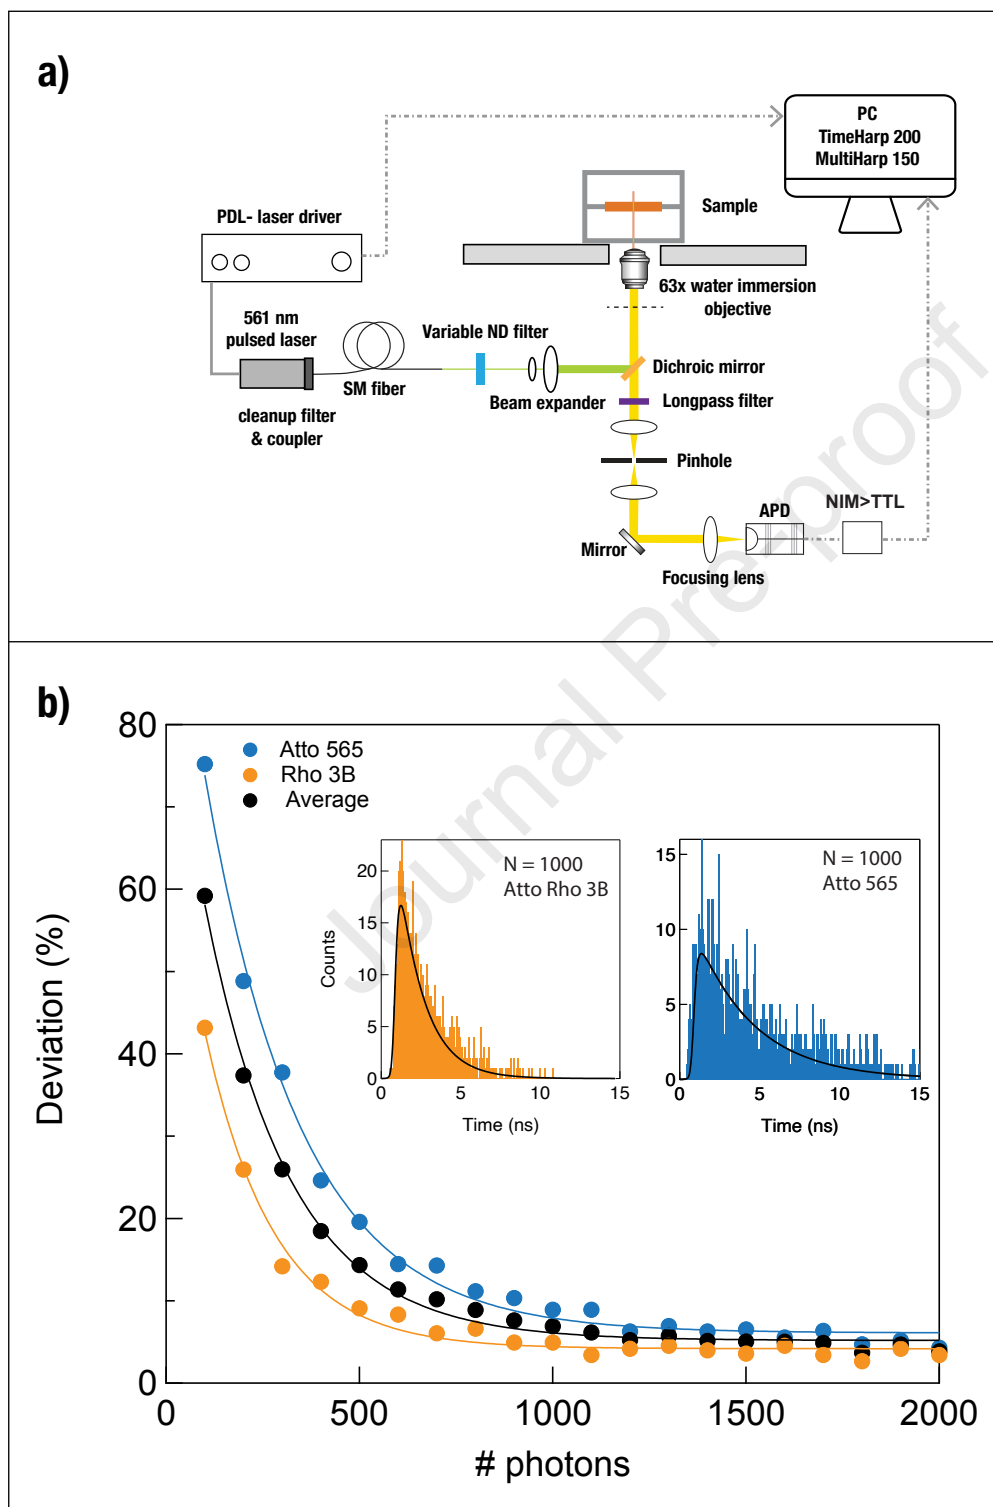 a)
PC
TimeHarp 200
MultiHarp 150
PDL- laser driver
Sample
63x water immersion
objective
561 nm
pulsed laser
Variable ND filter
SM fiber
Dichroic mirror
Beam expander
Longpass filter
cleanup filter
& coupler
Pinhole
APD
NIM>TTL
Mirror
Focusing lens
Journal Pre-proof
b)
Deviation (%)
80
60
40
20
0
0
500
1000
1500
2000
# photons
Atto 565
Rho 3B
Average
N = 1000
Atto Rho 3B
Counts
20
15
10
5
0
0
5
10
15
Time (ns)
N = 1000
Atto 565
15
10
5
0
0
5
10
15
Time (ns)